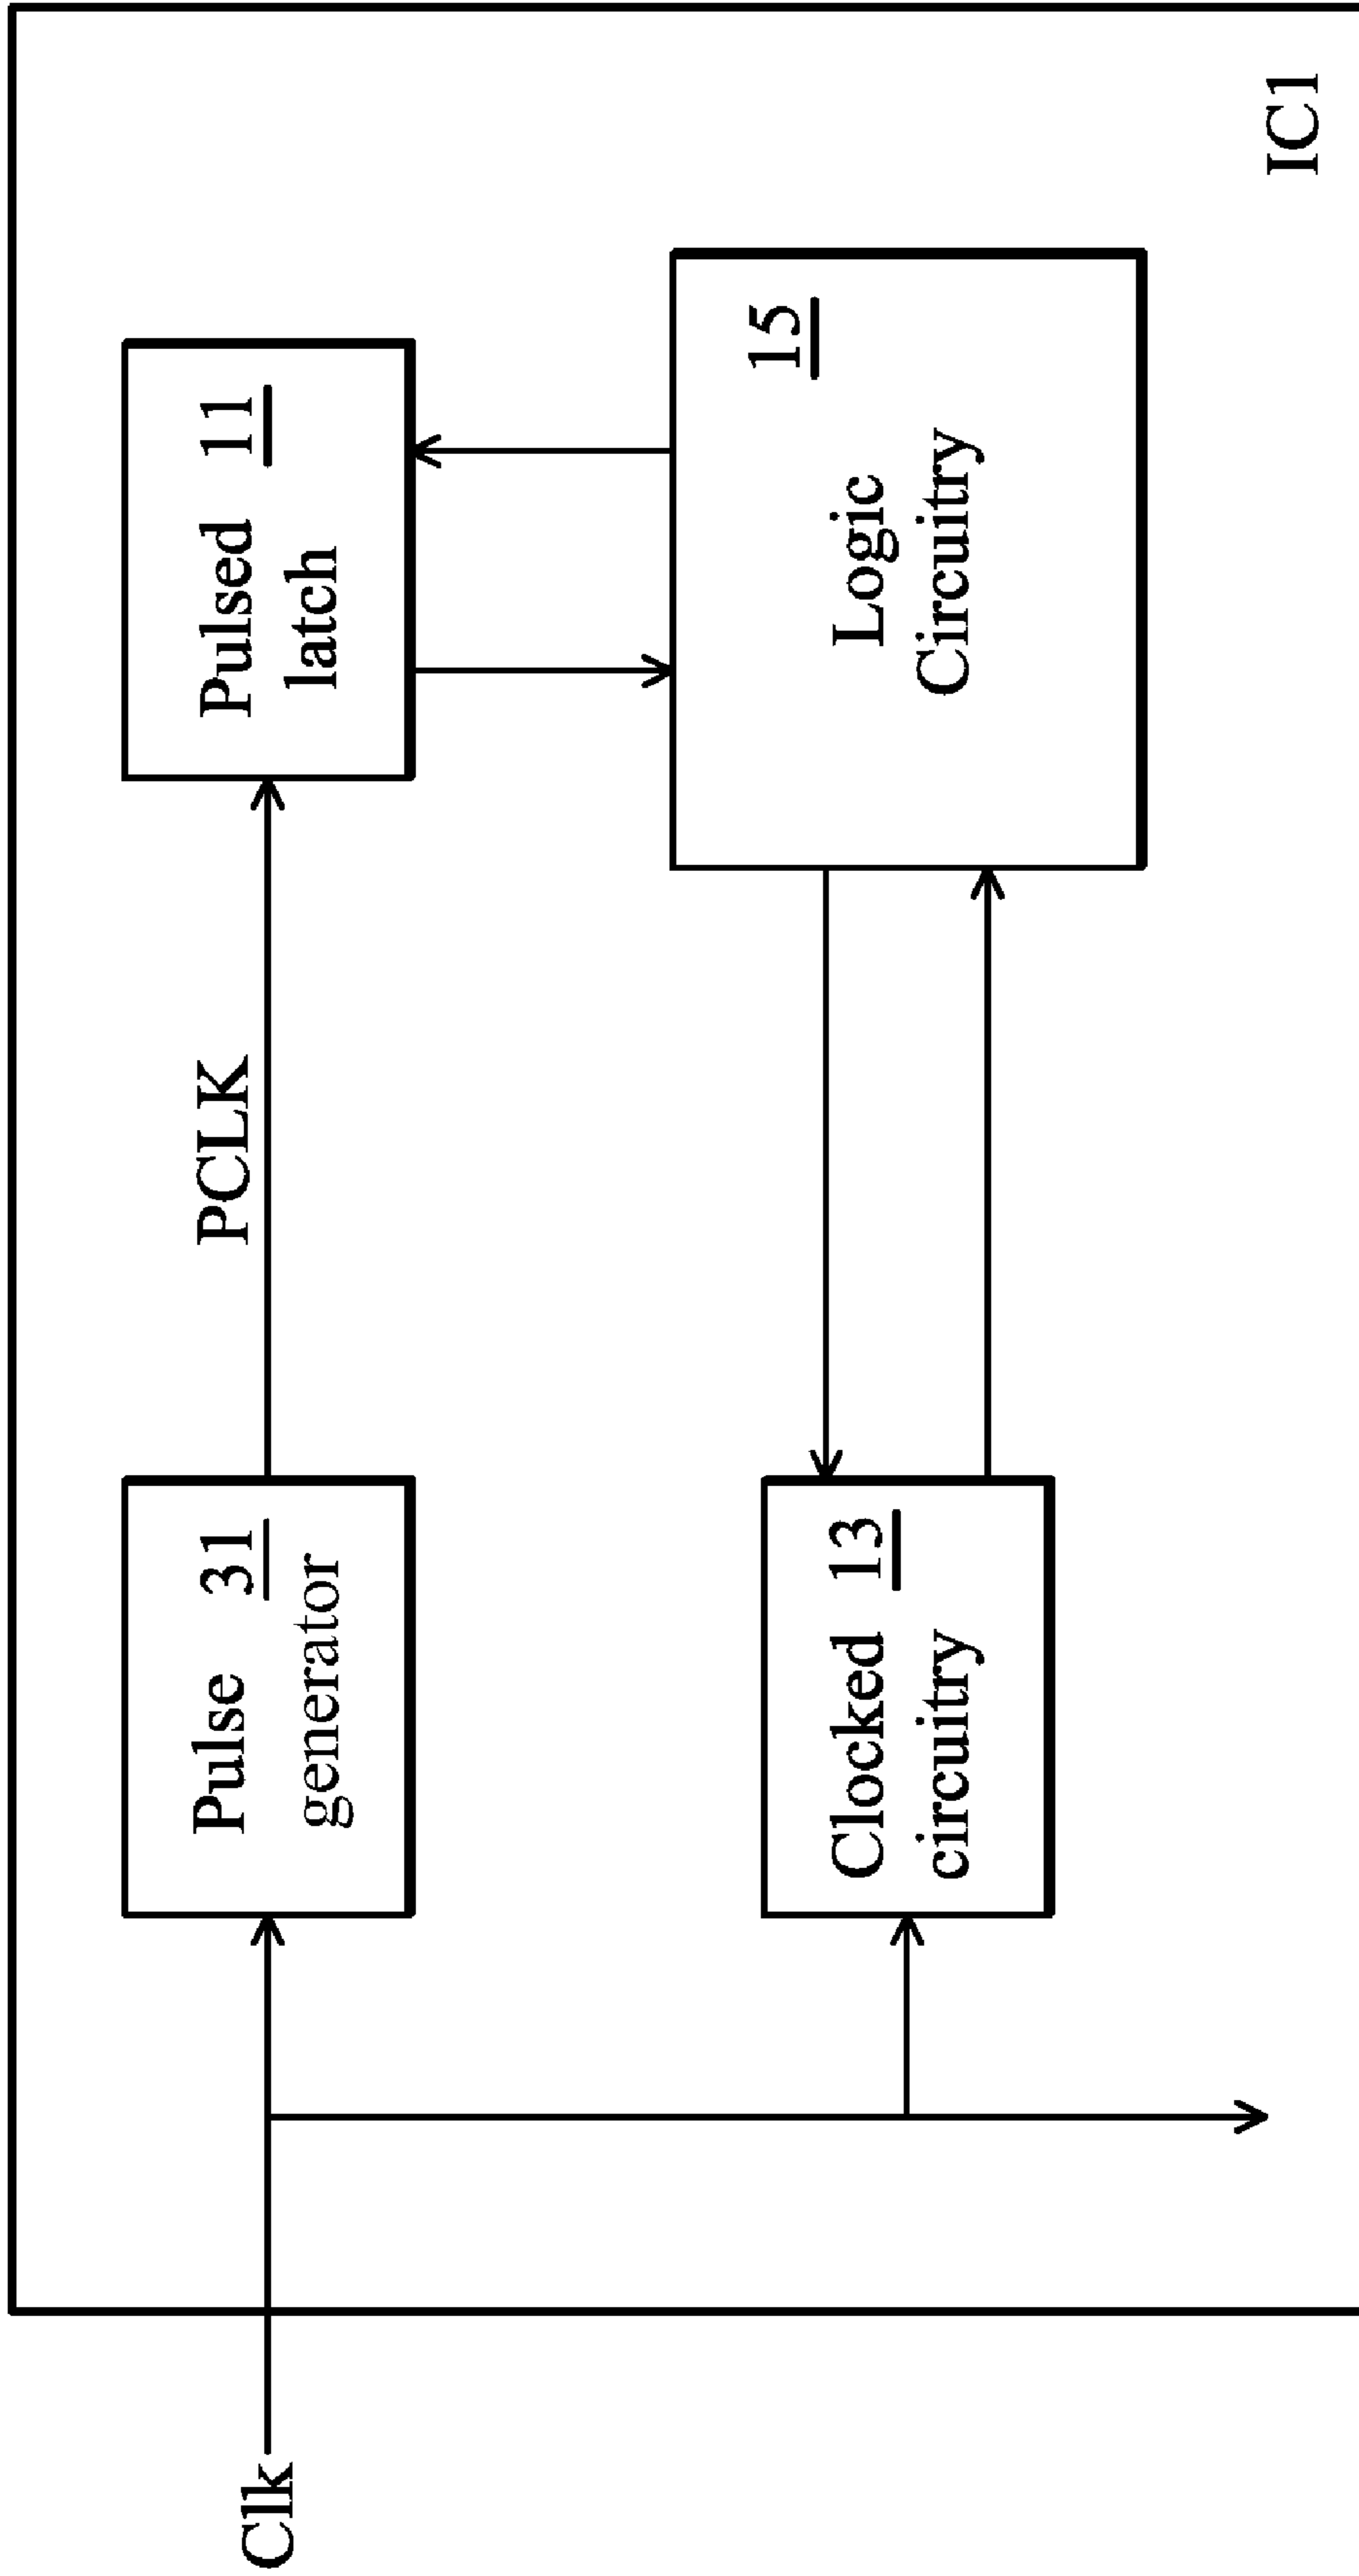 Clk
Pulse 31
generator
PCLK
Pulsed 11
latch
Clocked 13
circuitry
15
Logic
Circuitry
IC1